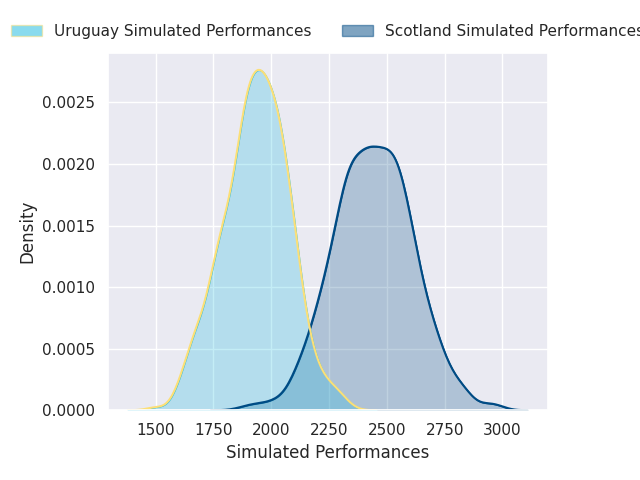 Uruguay Simulated Performances
Scotland Simulated Performances
0.0025
0.0020
0.0015
0.0010
0.0005
0.0000
Density
1500 1750 2000 2250 2500 2750 3000
Simulated Performances